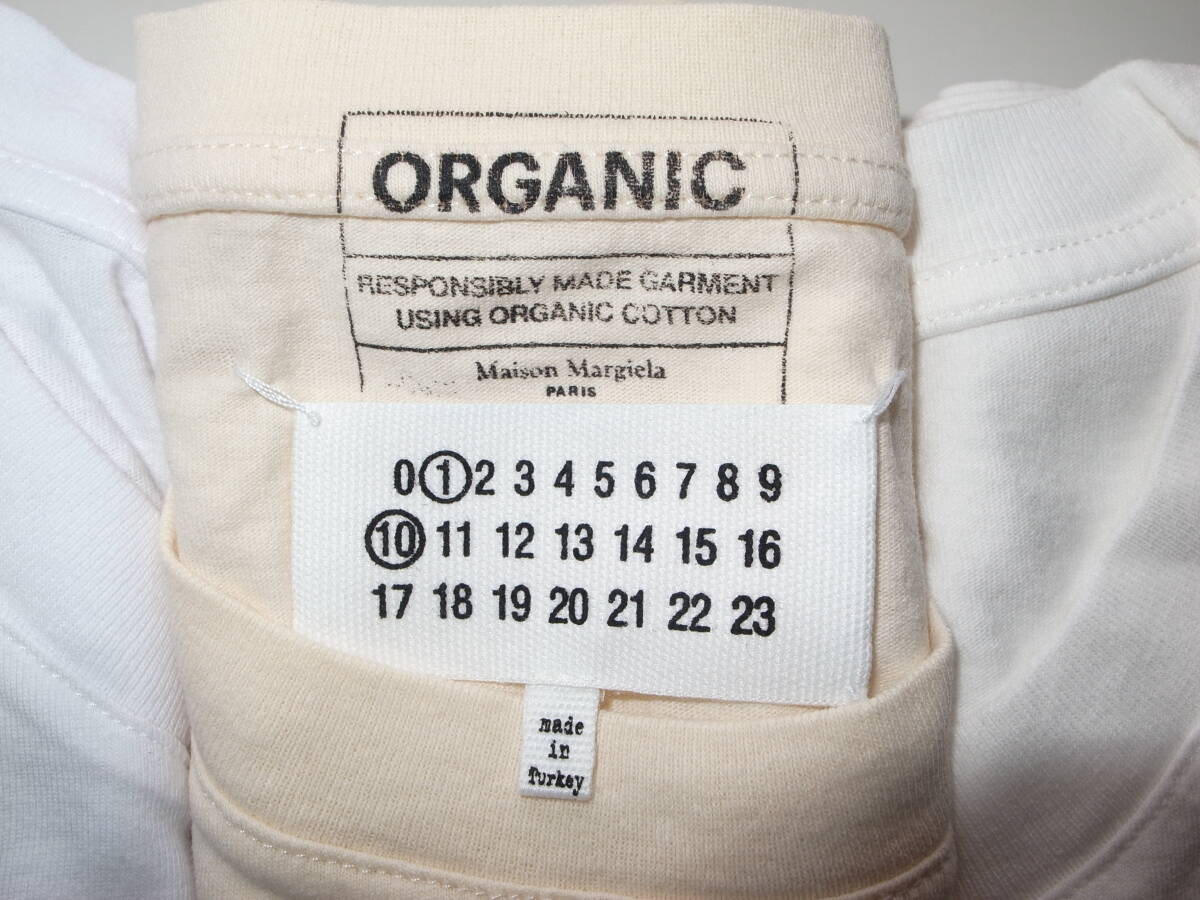 ORGANIC
RESPONSIBLY MADE GARMENT
USING ORGANIC COTTON
Maison Margiela
PARIS
0 1 2 3 4 5 6 7 8 9
10 11 12 13 14 15 16
17 18 19 20 21 22 23
made
in
Turkey